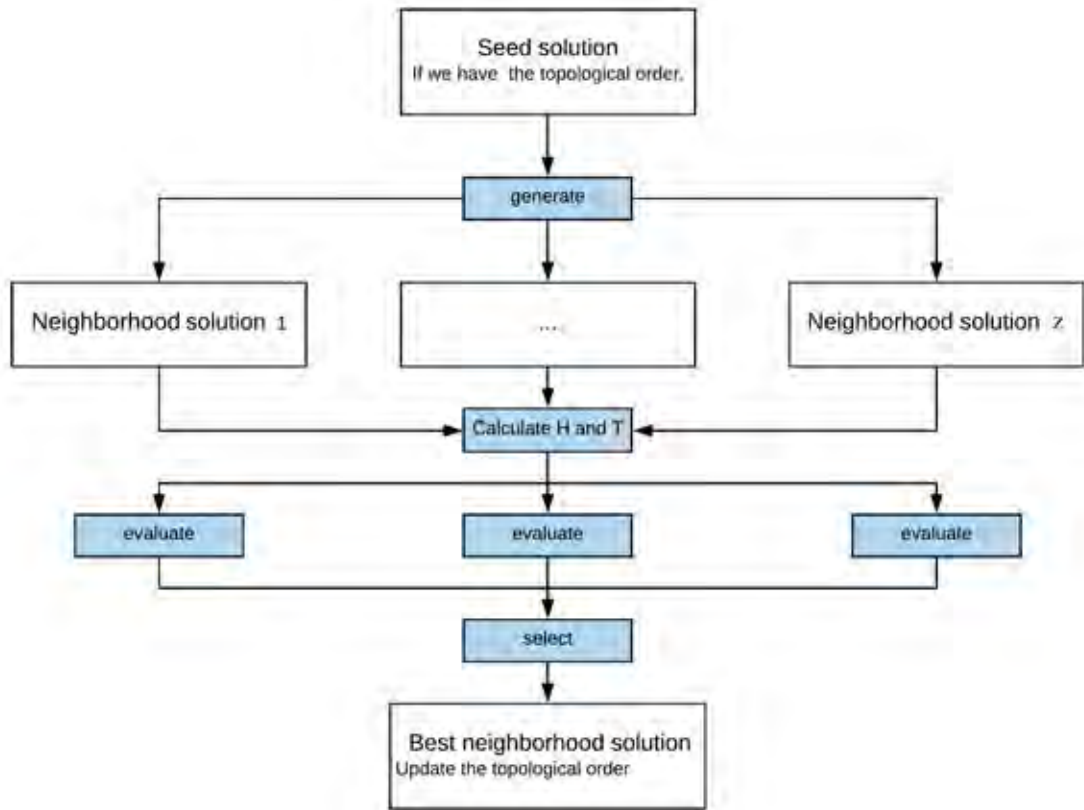 Seed solution
If we have the topological order.
generate
Neighborhood solution 1
...
Neighborhood solution z
Calculate H and T
evaluate
evaluate
evaluate
select
Best neighborhood solution
Update the topological order